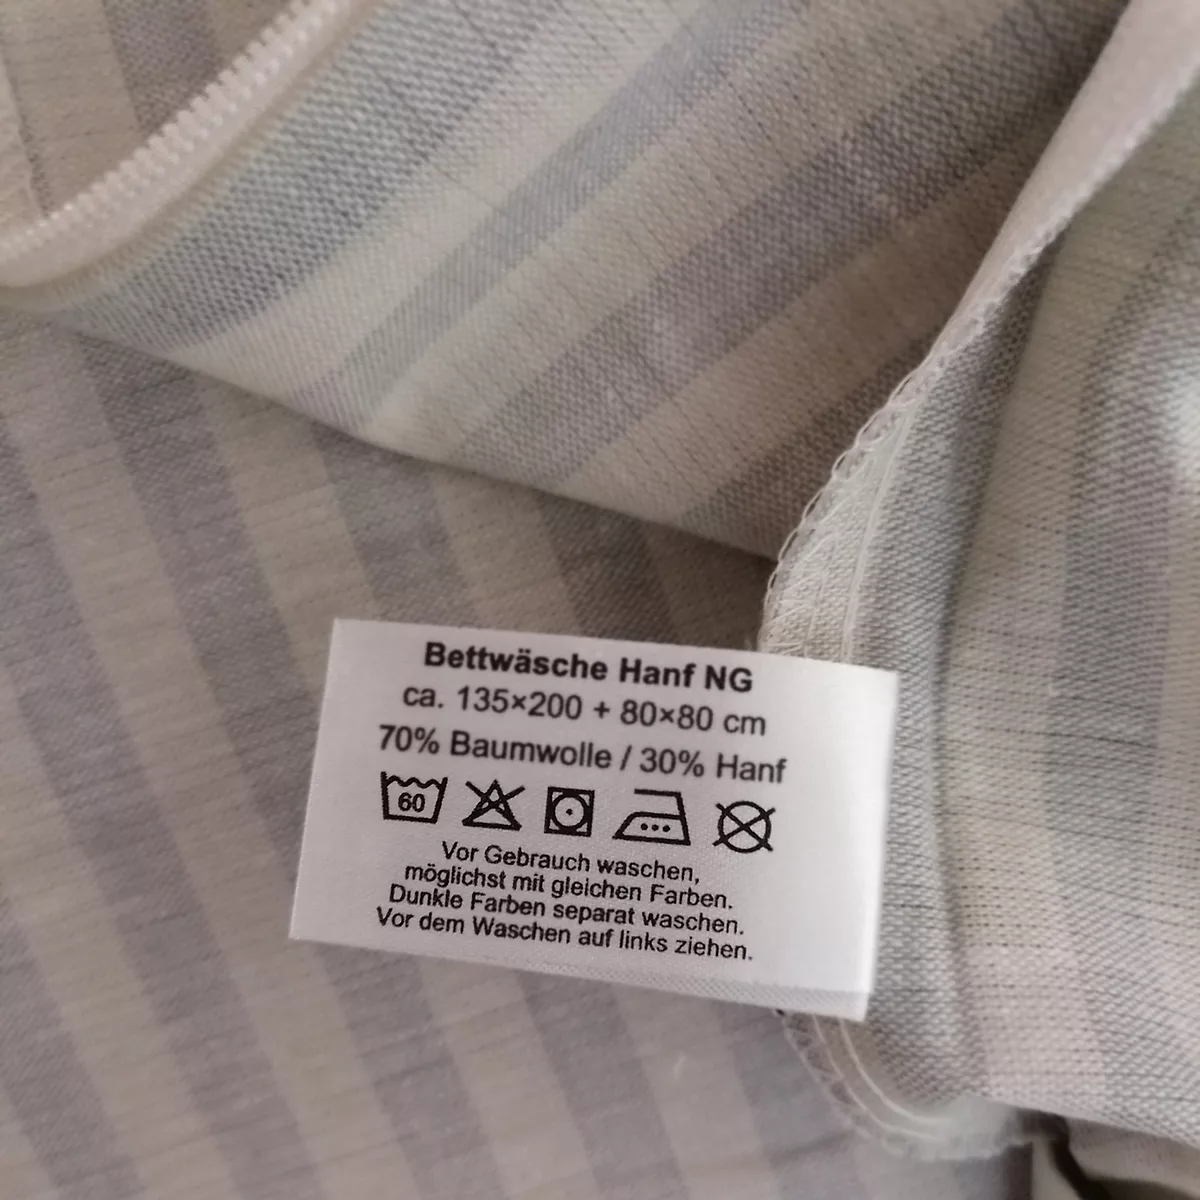 Bettwäsche Hanf NG
ca. 135×200 + 80×80 cm
70% Baumwolle / 30% Hanf
60
Vor Gebrauch waschen,
möglichst mit gleichen Farben.
Dunkle Farben separat waschen.
Vor dem Waschen auf links ziehen.